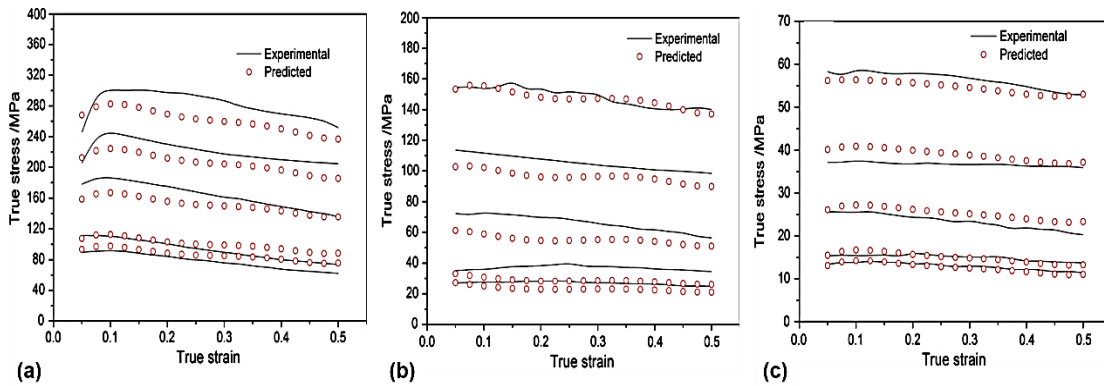 400
360
320
280
240
200
160
120
80
40
0
0.0 0.1 0.2 0.3 0.4 0.5
True stress /MPa
True strain
Experimental
Predicted
(a)
200
180
160
140
120
100
80
60
40
20
0
0.0 0.1 0.2 0.3 0.4 0.5
True stress /MPa
True strain
Experimental
Predicted
(b)
70
60
50
40
30
20
10
0
0.0 0.1 0.2 0.3 0.4 0.5
True stress /MPa
True strain
Experimental
Predicted
(c)